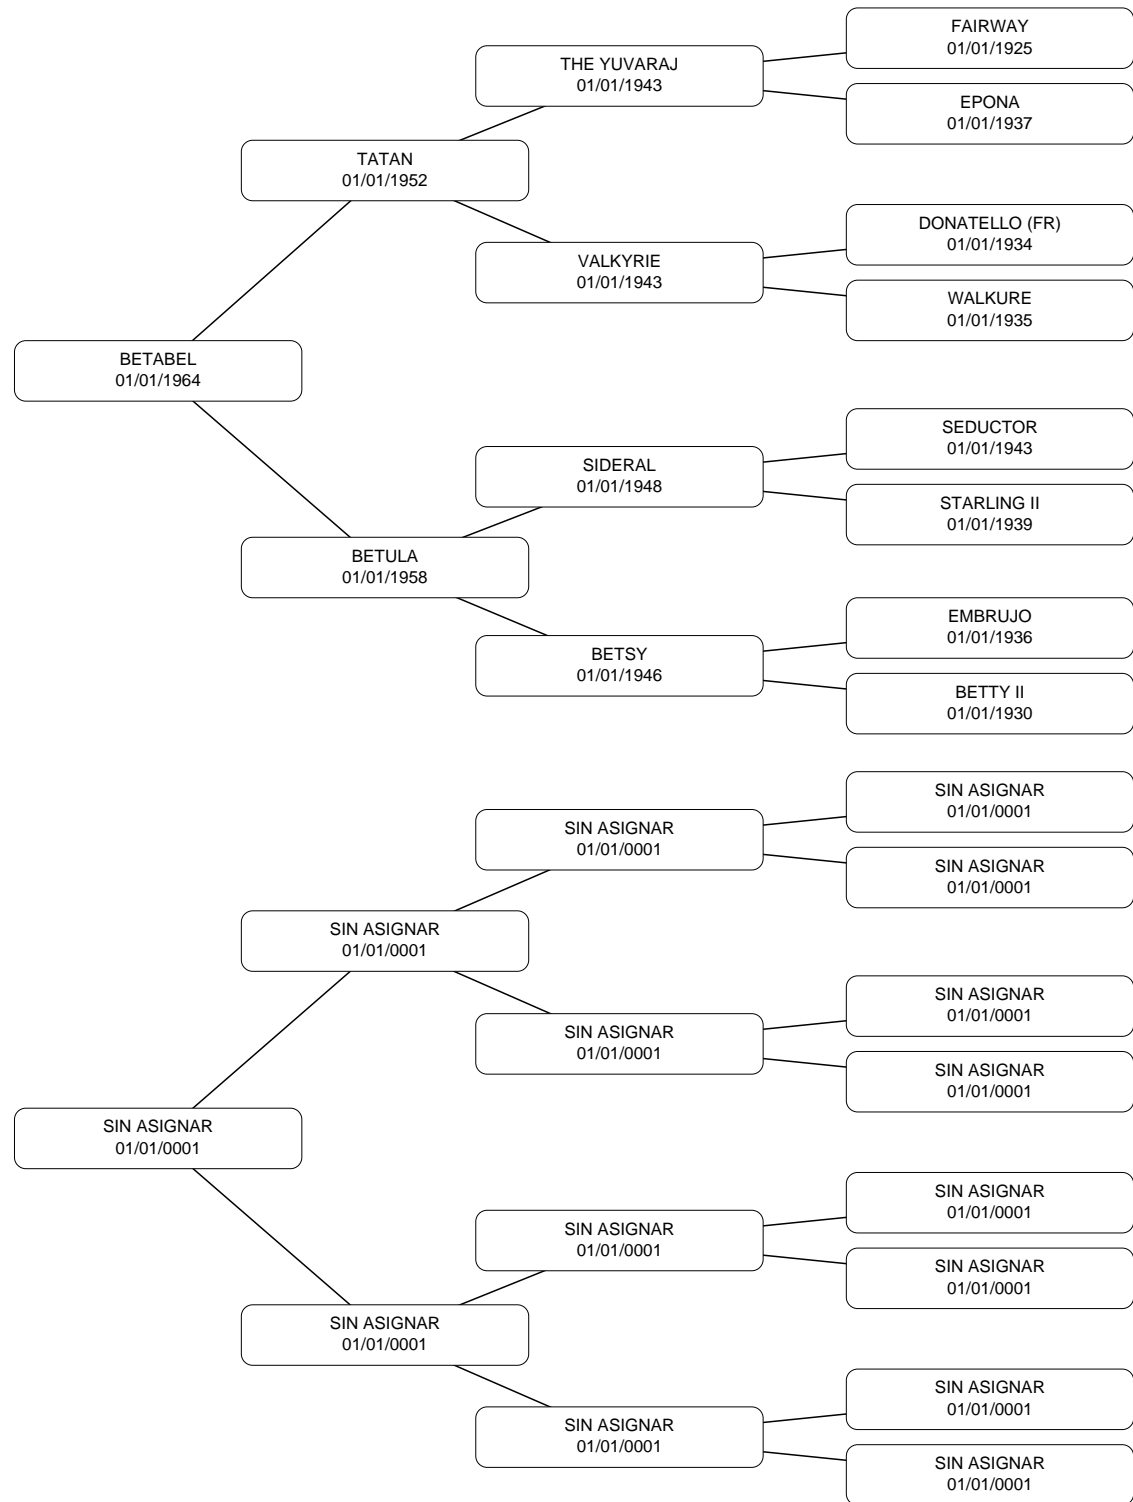 FAIRWAY
01/01/1925
THE YUVARAJ
01/01/1943
EPONA
01/01/1937
TATAN
01/01/1952
DONATELLO (FR)
01/01/1934
VALKYRIE
01/01/1943
WALKURE
01/01/1935
BETABEL
01/01/1964
SEDUCTOR
01/01/1943
SIDERAL
01/01/1948
STARLING II
01/01/1939
BETULA
01/01/1958
EMBRUJO
01/01/1936
BETSY
01/01/1946
BETTY II
01/01/1930
SIN ASIGNAR
01/01/0001
SIN ASIGNAR
01/01/0001
SIN ASIGNAR
01/01/0001
SIN ASIGNAR
01/01/0001
SIN ASIGNAR
01/01/0001
SIN ASIGNAR
01/01/0001
SIN ASIGNAR
01/01/0001
SIN ASIGNAR
01/01/0001
SIN ASIGNAR
01/01/0001
SIN ASIGNAR
01/01/0001
SIN ASIGNAR
01/01/0001
SIN ASIGNAR
01/01/0001
SIN ASIGNAR
01/01/0001
SIN ASIGNAR
01/01/0001
SIN ASIGNAR
01/01/0001